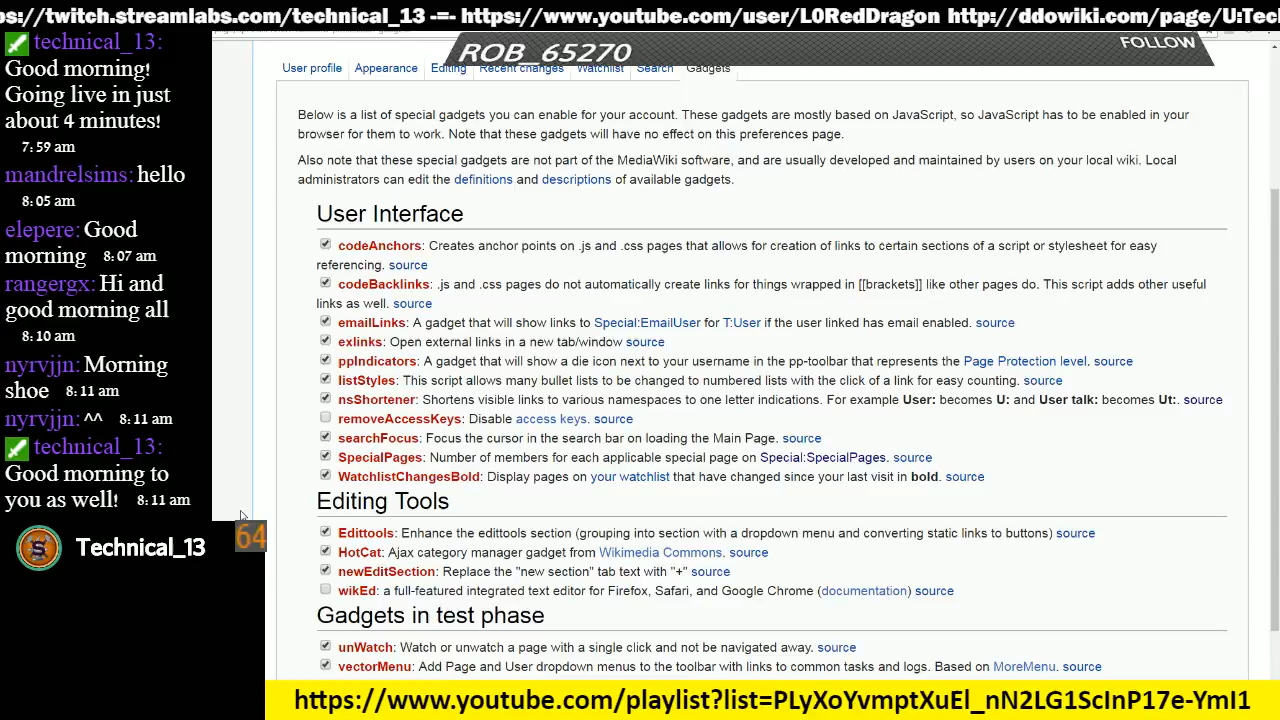 ps://twitch.streamlabs.com/technical_13 -=- https://www.youtube.com/user/L0RedDragon http://ddowiki.com/page/U:Tec
technical_13:
Good morning!
Going live in just
about 4 minutes!
7:59 am
mandrelsims: hello
8:05 am
elepere: Good
morning 8:07 am
rangergx: Hi and
good morning all
8:10 am
nyrvjjn: Morning
shoe 8:11 am
nyrvjjn: ^^ 8:11 am
technical_13:
Good morning to
you as well! 8:11 am
Technical_13
64
ROB_65270
FOLLOW
User profile Appearance Editing Recent changes Watchlist Search Gadgets
Below is a list of special gadgets you can enable for your account. These gadgets are mostly based on JavaScript, so JavaScript has to be enabled in your
browser for them to work. Note that these gadgets will have no effect on this preferences page.
Also note that these special gadgets are not part of the MediaWiki software, and are usually developed and maintained by users on your local wiki. Local
administrators can edit the definitions and descriptions of available gadgets.
User Interface
codeAnchors: Creates anchor points on .js and .css pages that allows for creation of links to certain sections of a script or stylesheet for easy
referencing. source
codeBacklinks: .js and .css pages do not automatically create links for things wrapped in [[brackets]] like other pages do. This script adds other useful
links as well. source
emailLinks: A gadget that will show links to Special:EmailUser for T:User if the user linked has email enabled. source
exlinks: Open external links in a new tab/window source
ppIndicators: A gadget that will show a die icon next to your username in the pp-toolbar that represents the Page Protection level. source
listStyles: This script allows many bullet lists to be changed to numbered lists with the click of a link for easy counting. source
nsShortener: Shortens visible links to various namespaces to one letter indications. For example User: becomes U: and User talk: becomes Ut:. source
removeAccessKeys: Disable access keys. source
searchFocus: Focus the cursor in the search bar on loading the Main Page. source
SpecialPages: Number of members for each applicable special page on Special:SpecialPages. source
WatchlistChangesBold: Display pages on your watchlist that have changed since your last visit in bold. source
Editing Tools
Edittools: Enhance the edittools section (grouping into section with a dropdown menu and converting static links to buttons) source
HotCat: Ajax category manager gadget from Wikimedia Commons. source
newEditSection: Replace the "new section" tab text with "+" source
wikEd: a full-featured integrated text editor for Firefox, Safari, and Google Chrome (documentation) source
Gadgets in test phase
unWatch: Watch or unwatch a page with a single click and not be navigated away. source
vectorMenu: Add Page and User dropdown menus to the toolbar with links to common tasks and logs. Based on MoreMenu. source
https://www.youtube.com/playlist?list=PLyXoYvmptXuEl_nN2LG1ScInP17e-YmI1